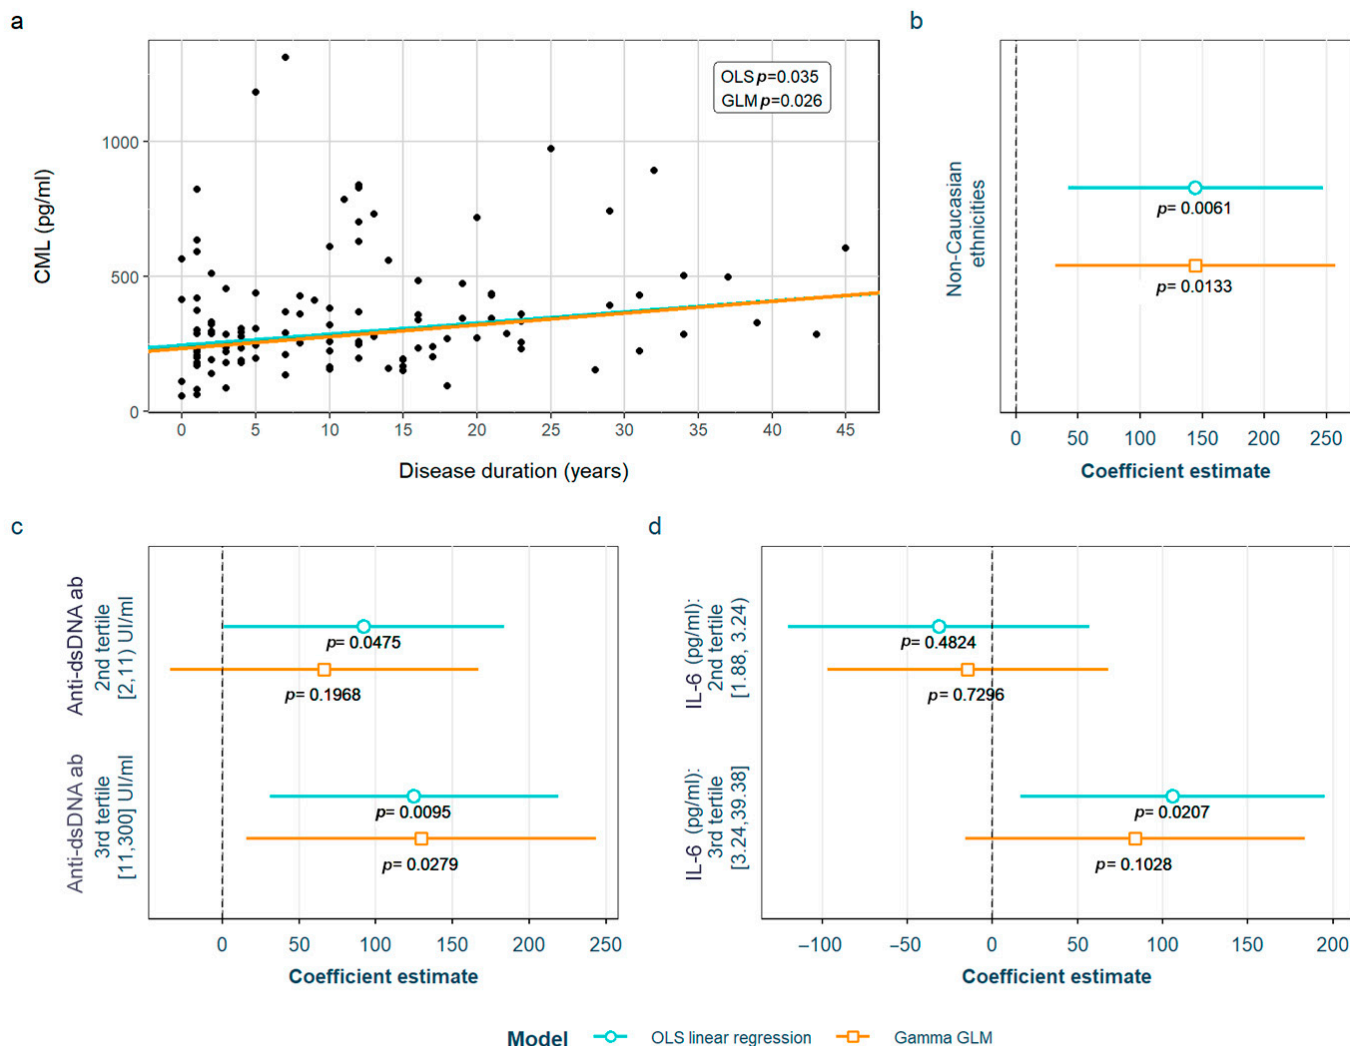 a
CML (pg/ml)
1000
500
0
OLS p=0.035
GLM p=0.026
0 5 10 15 20 25 30 35 40 45
Disease duration (years)
b
Non-Caucasian
ethnicities
p= 0.0061
p= 0.0133
0 50 100 150 200 250
Coefficient estimate
c
Anti-dsDNA ab
2nd tertile
[2,11) UI/ml
p= 0.0475
p= 0.1968
Anti-dsDNA ab
3rd tertile
[11,300] UI/ml
p= 0.0095
p= 0.0279
0 50 100 150 200 250
Coefficient estimate
d
IL-6 (pg/ml):
2nd tertile
[1.88, 3.24)
p= 0.4824
p= 0.7296
IL-6 (pg/ml):
3rd tertile
[3.24,39.38]
p= 0.0207
p= 0.1028
−100 −50 0 50 100 150 200
Coefficient estimate
Model OLS linear regression Gamma GLM